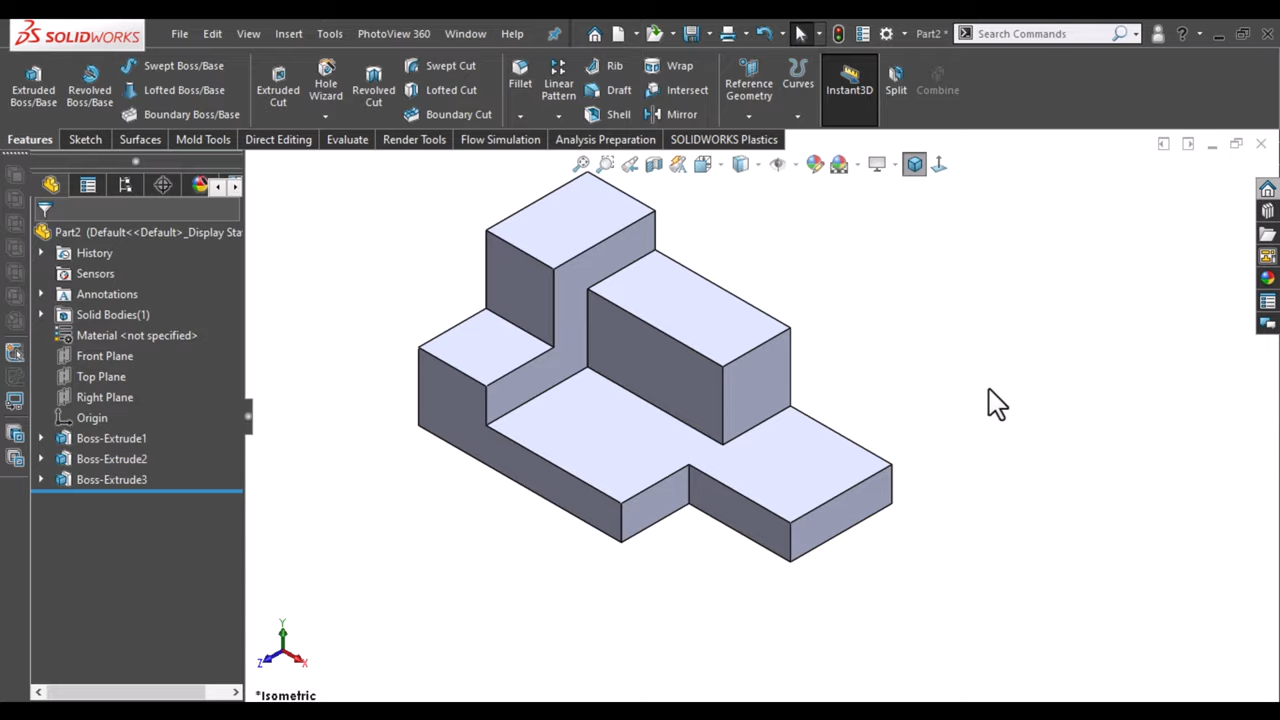 SOLIDWORKS File Edit View Insert Tools PhotoView 360 Window Help Part2 * Search Commands ?
Extruded Boss/Base
Revolved Boss/Base
Swept Boss/Base
Lofted Boss/Base
Boundary Boss/Base
Extruded Cut
Hole Wizard
Revolved Cut
Swept Cut
Lofted Cut
Boundary Cut
Fillet
Linear Pattern
Rib
Draft
Shell
Wrap
Intersect
Mirror
Reference Geometry
Curves
Instant3D
Split
Combine
Features Sketch Surfaces Mold Tools Direct Editing Evaluate Render Tools Flow Simulation Analysis Preparation SOLIDWORKS Plastics
Part2 (Default<<Default>_Display Sta
History
Sensors
Annotations
Solid Bodies(1)
Material <not specified>
Front Plane
Top Plane
Right Plane
Origin
Boss-Extrude1
Boss-Extrude2
Boss-Extrude3
Y
Z
X
*Isometric